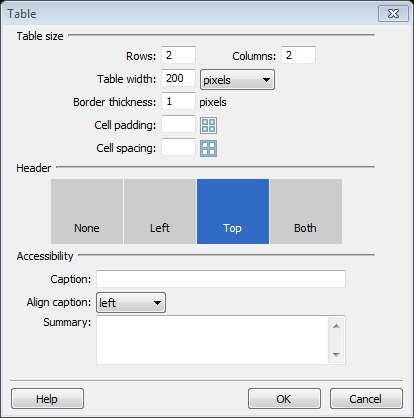 Table
Table size
Rows: 2 Columns: 2
Table width: 200 pixels
Border thickness: 1 pixels
Cell padding:
Cell spacing:
Header
None Left Top Both
Accessibility
Caption:
Align caption: left
Summary:
Help OK Cancel